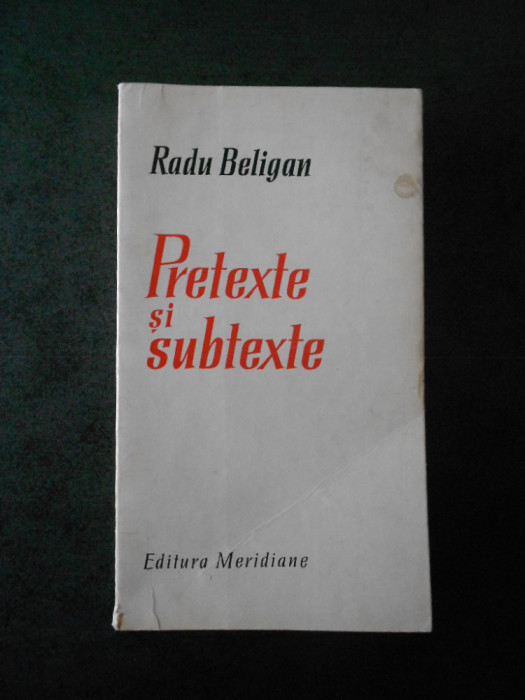 Radu Beligan
Pretexte
și
subtexte
Editura Meridiane